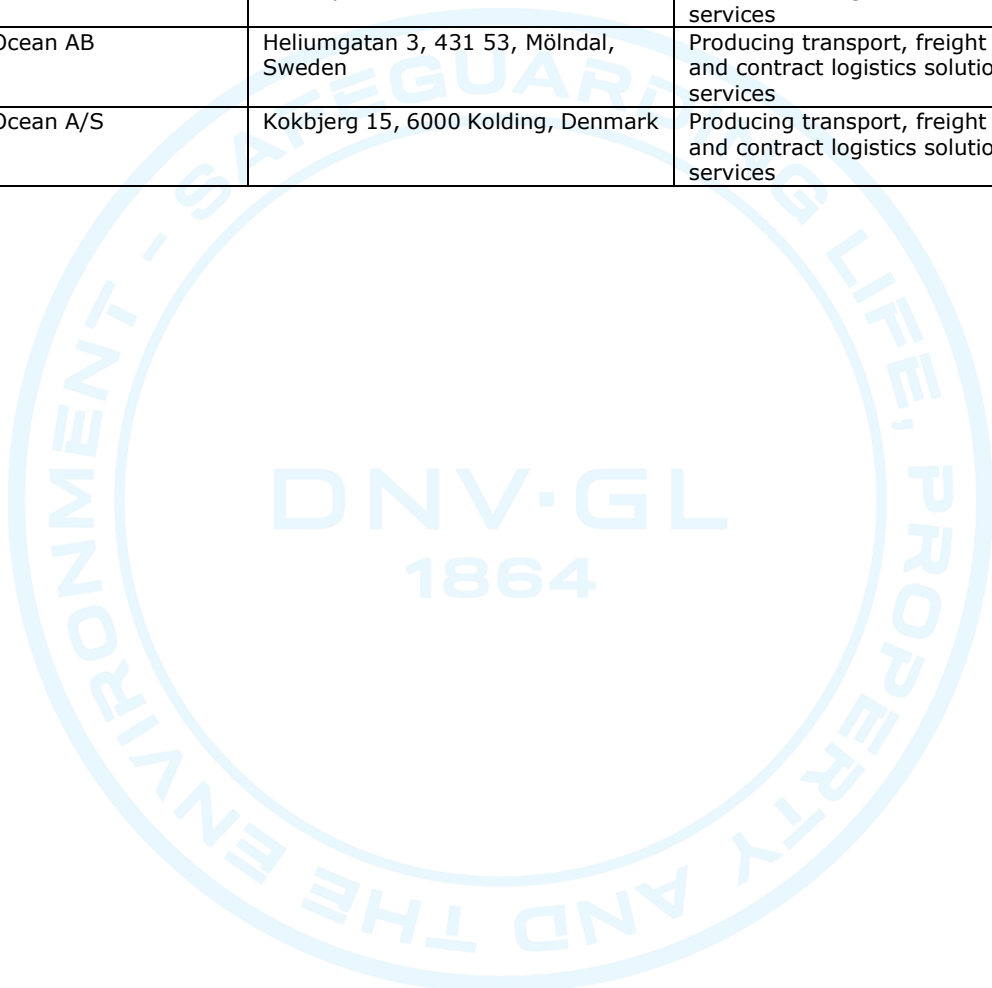 services
Ocean AB
Heliumgatan 3, 431 53, Mölndal,
Sweden
Producing transport, freight
and contract logistics solutio
services
Ocean A/S
Kokbjerg 15, 6000 Kolding, Denmark
Producing transport, freight
and contract logistics solutio
services
SAFEGUARDING LIFE, PROPERTY AND THE ENVIRONMENT -
DNV·GL
1864